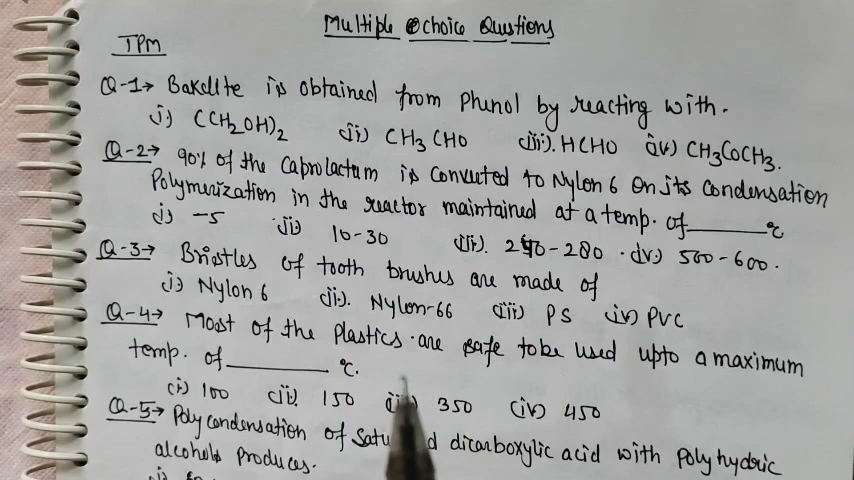 Multiple choice Questions
TPM
Q-1→ Bakelite is obtained from Phenol by reacting with.
i) (CH2OH)2 (ii) CH3CHO (iii). HCHO (iv) CH3COCH3.
Q-2→ 90% of the Caprolactum is converted to Nylon 6 on its condensation
Polymerization in the reactor maintained at a temp. of ______ °C
i) -5 ii) 10-30 (iii). 240-280 . (iv.) 500-600.
Q-3→ Bristles of tooth brushes are made of
i) Nylon 6 (ii). Nylon-66 (iii) PS (iv) PVC
Q-4→ Most of the plastics are safe to be used upto a maximum
temp. of ______ °C.
(i) 100 (ii). 150 350 (iv) 450
Q-5→ Polycondensation of dicarboxylic acid with polyhydric
alcohols produces.